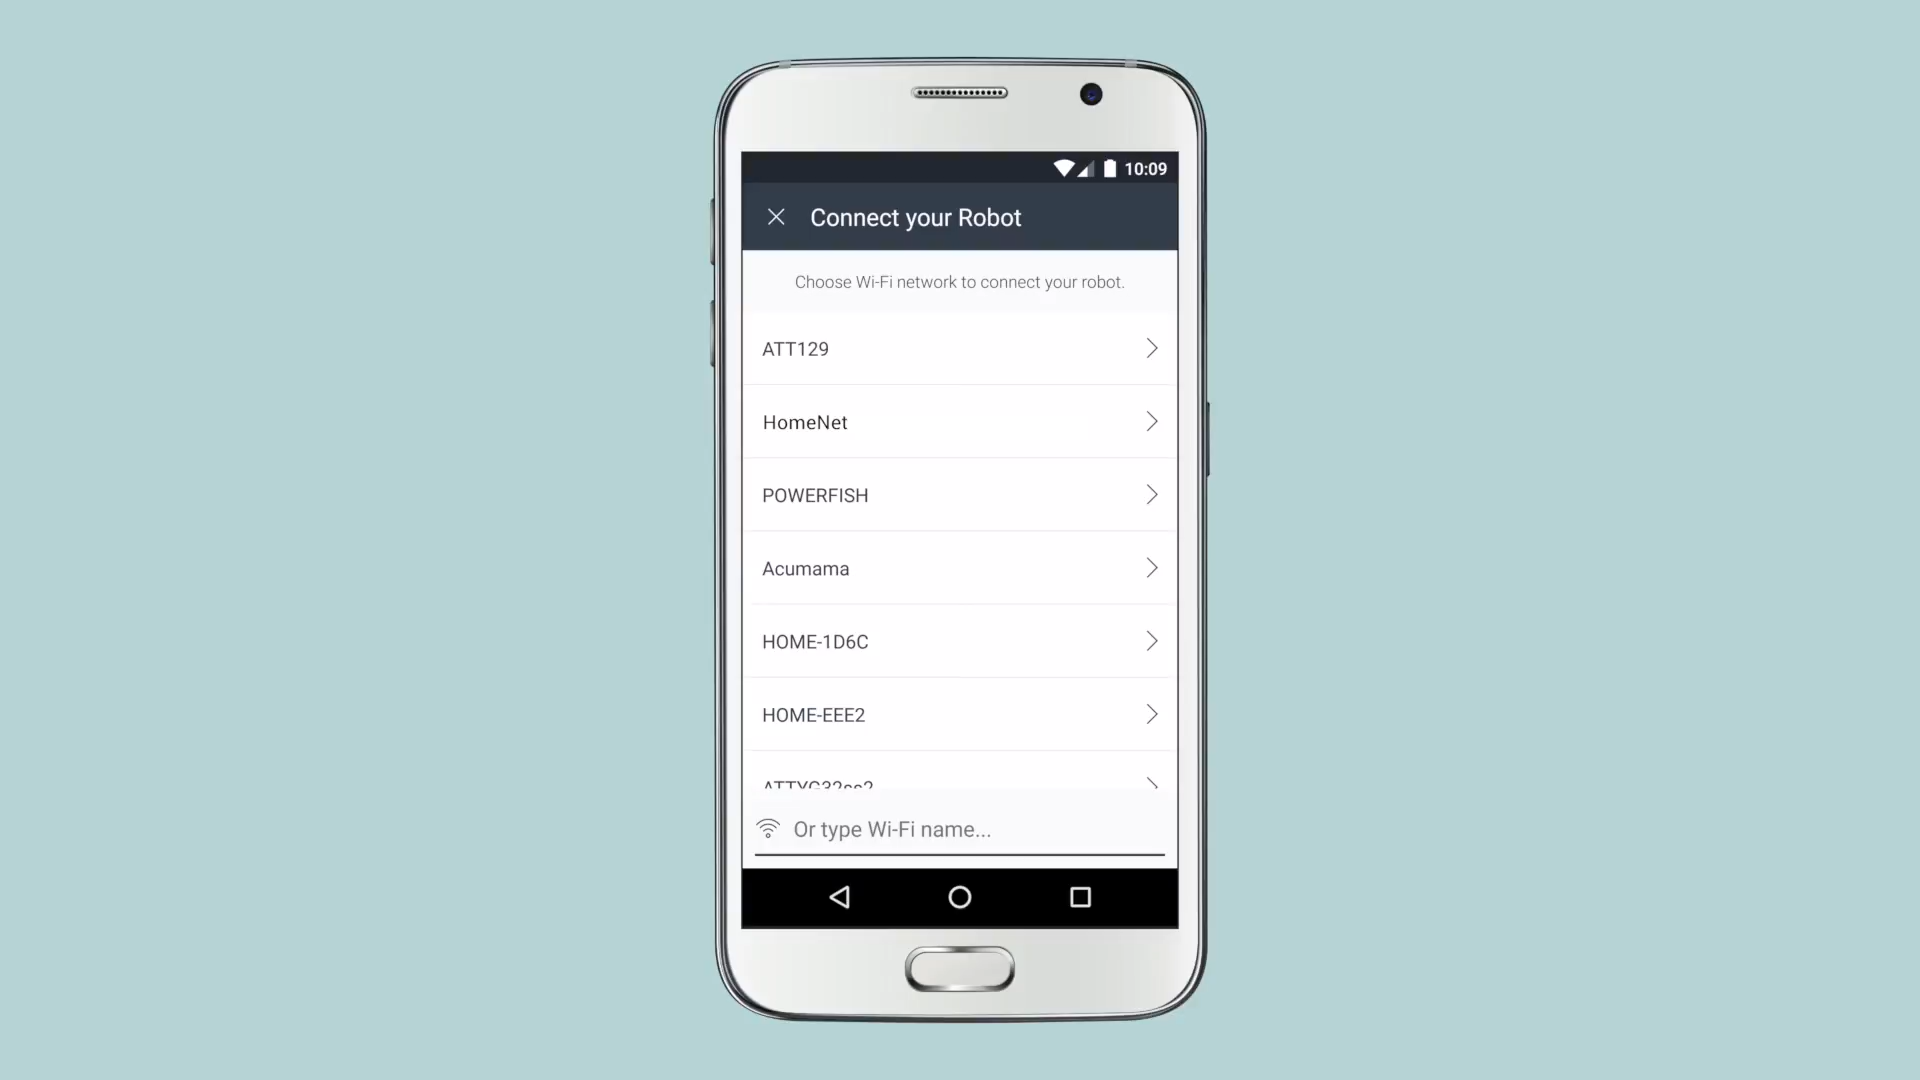 10:09
Connect your Robot
Choose Wi-Fi network to connect your robot.
ATT129
HomeNet
POWERFISH
Acumama
HOME-1D6C
HOME-EEE2
Or type Wi-Fi name...